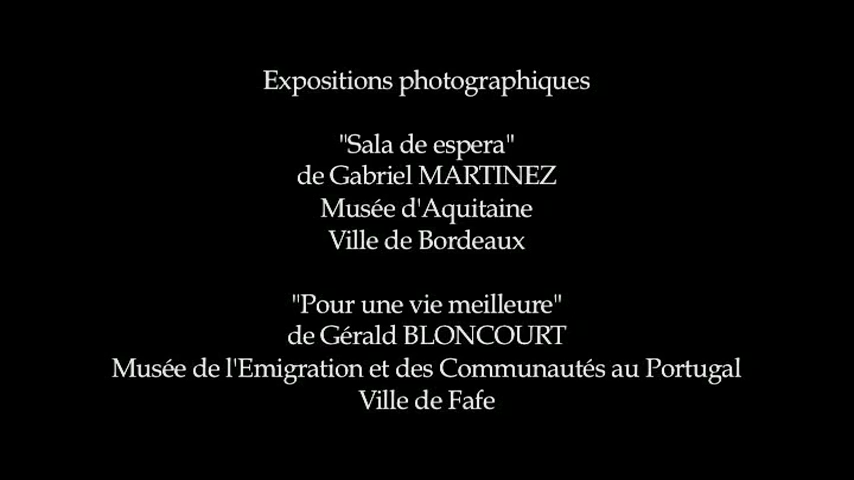 Expositions photographiques
"Sala de espera"
de Gabriel MARTINEZ
Musée d'Aquitaine
Ville de Bordeaux
"Pour une vie meilleure"
de Gérald BLONCOURT
Musée de l'Emigration et des Communautés au Portugal
Ville de Fafe